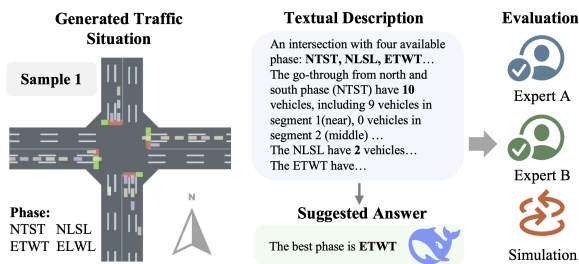 Generated Traffic
Situation
Sample 1
Phase:
NTST NLSL
ETWT ELWL
N
Textual Description
An intersection with four available
phase: NTST, NLSL, ETWT…
The go-through from north and
south phase (NTST) have 10
vehicles, including 9 vehicles in
segment 1(near), 0 vehicles in
segment 2 (middle) …
The NLSL have 2 vehicles…
The ETWT have…
Suggested Answer
The best phase is ETWT
Evaluation
Expert A
Expert B
Simulation